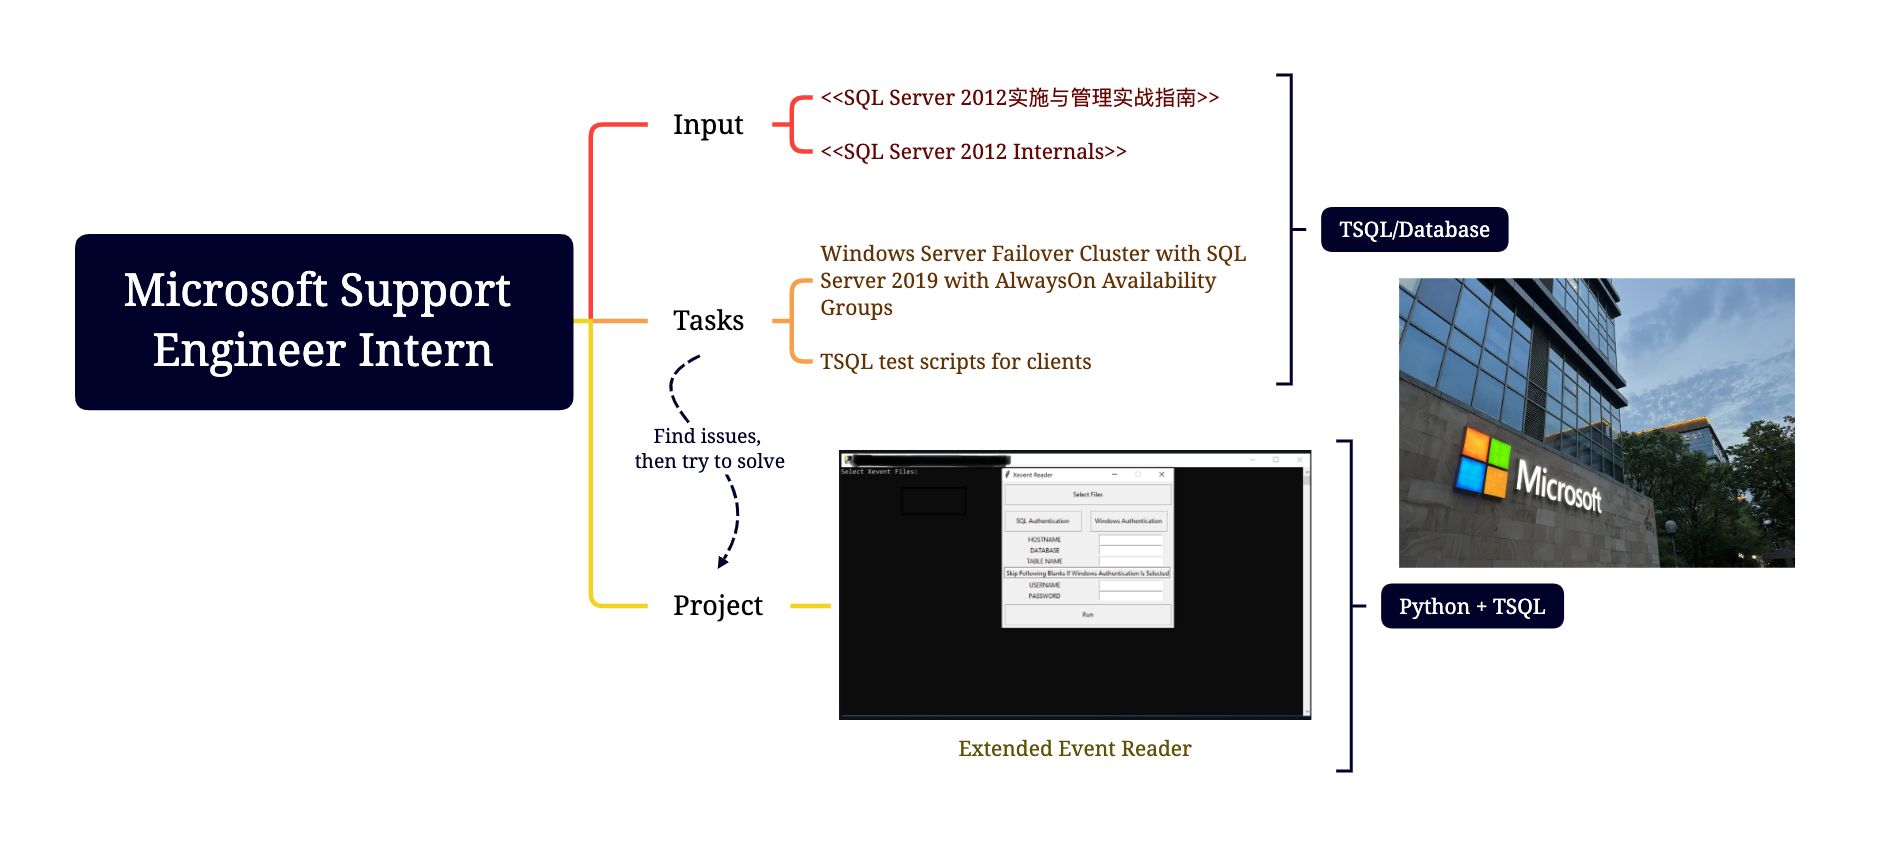 Microsoft Support
Engineer Intern
Input
<<SQL Server 2012实施与管理实战指南>>
<<SQL Server 2012 Internals>>
Tasks
Windows Server Failover Cluster with SQL
Server 2019 with AlwaysOn Availability
Groups
TSQL test scripts for clients
TSQL/Database
Find issues,
then try to solve
Project
Select Xevent Files:
Xevent Reader
Select Files
SQL Authentication
Windows Authentication
HOSTNAME
DATABASE
TABLE NAME
Skip Following Blanks If Windows Authentication Is Selected
USERNAME
PASSWORD
Run
Extended Event Reader
Microsoft
Python + TSQL